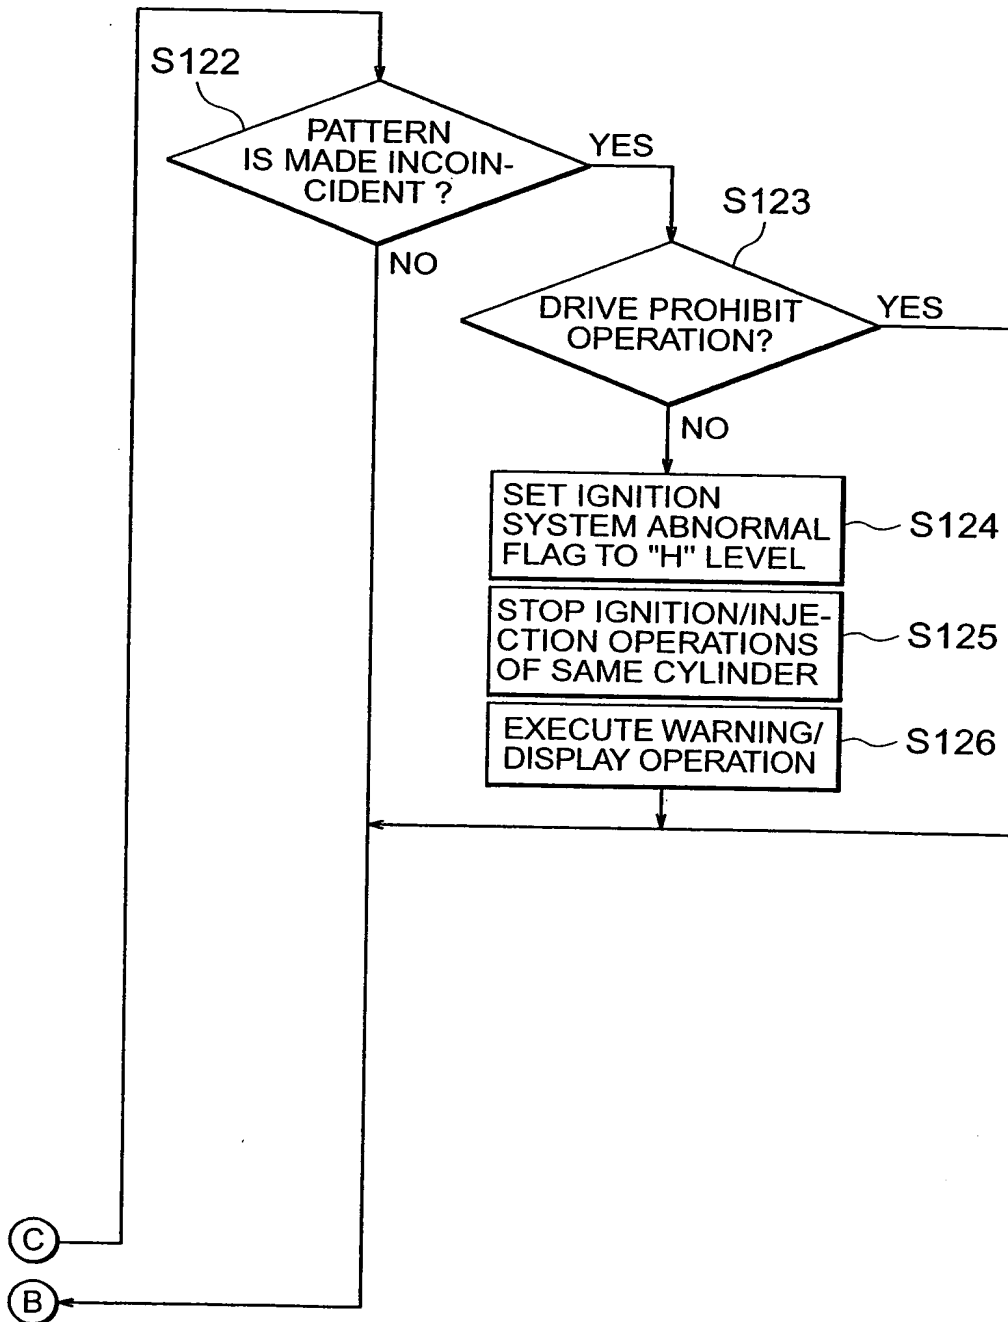 S122
PATTERN
IS MADE INCOIN-
CIDENT ?
YES
NO
S123
DRIVE PROHIBIT
OPERATION?
YES
NO
SET IGNITION
SYSTEM ABNORMAL
FLAG TO "H" LEVEL
S124
STOP IGNITION/INJE-
CTION OPERATIONS
OF SAME CYLINDER
S125
EXECUTE WARNING/
DISPLAY OPERATION
S126
C
B